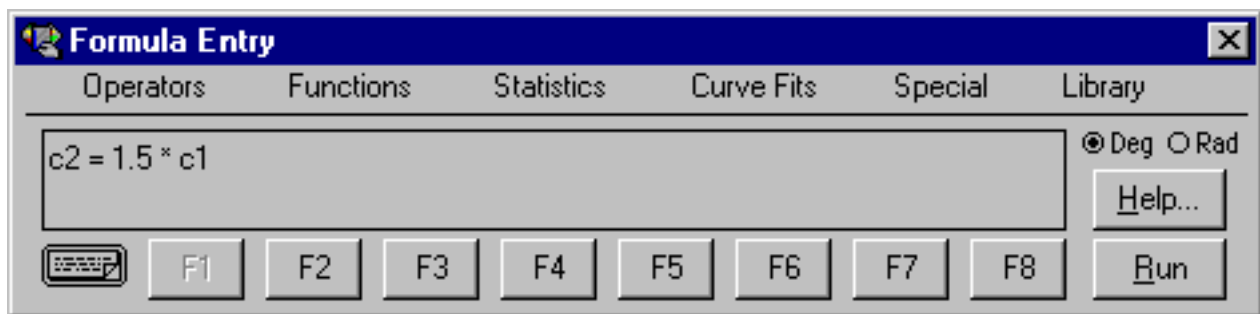 Formula Entry
Operators Functions Statistics Curve Fits Special Library
c2 = 1.5 * c1
Deg Rad
Help...
F1 F2 F3 F4 F5 F6 F7 F8 Run